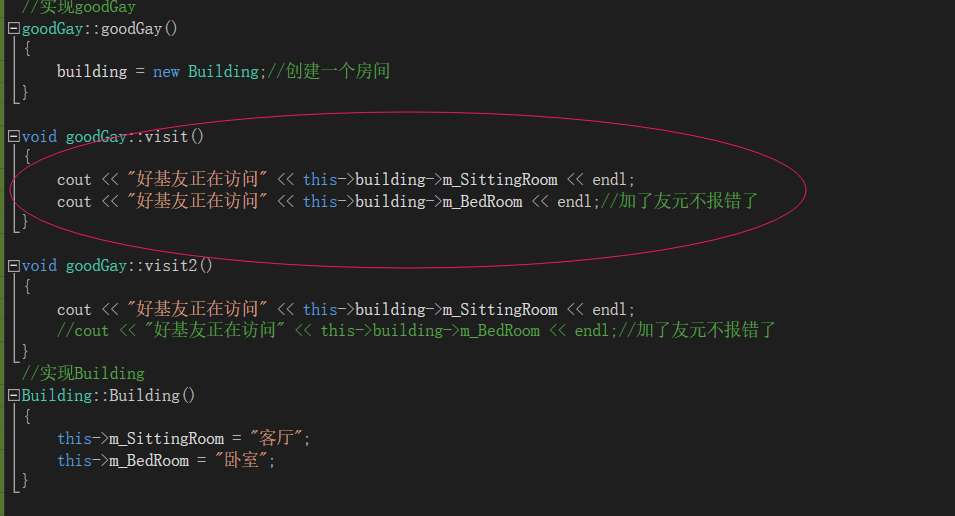 //实现goodGay
goodGay::goodGay()
{
building = new Building;//创建一个房间
}
void goodGay::visit()
{
cout << "好基友正在访问" << this->building->m_SittingRoom << endl;
cout << "好基友正在访问" << this->building->m_BedRoom << endl;//加了友元不报错了
}
void goodGay::visit2()
{
cout << "好基友正在访问" << this->building->m_SittingRoom << endl;
//cout << "好基友正在访问" << this->building->m_BedRoom << endl;//加了友元不报错了
}
//实现Building
Building::Building()
{
this->m_SittingRoom = "客厅";
this->m_BedRoom = "卧室";
}